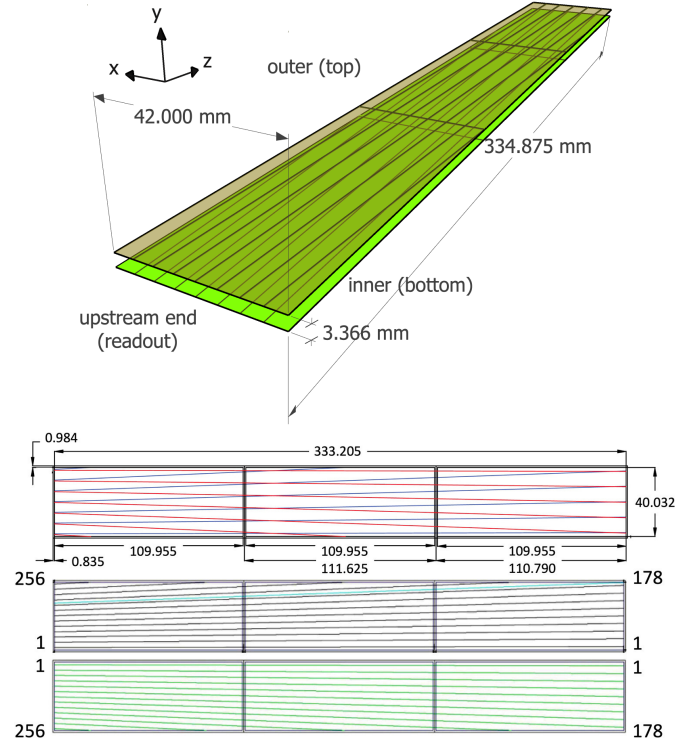 y
x
z
outer (top)
42.000 mm
334.875 mm
inner (bottom)
upstream end
(readout)
3.366 mm
0.984
333.205
40.032
109.955
109.955
109.955
0.835
111.625
110.790
256
178
1
1
1
1
256
178